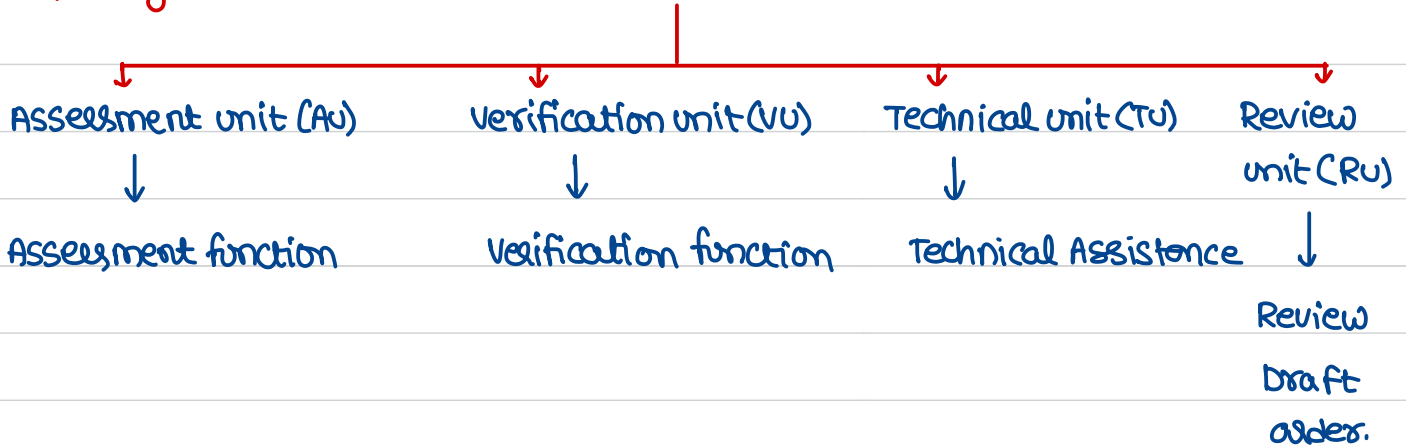 Assessment unit (AU) Verification unit (VU) Technical unit (TU) Review
unit (RU)
Assessment function Verification function Technical Assistence
Review
Draft
order.